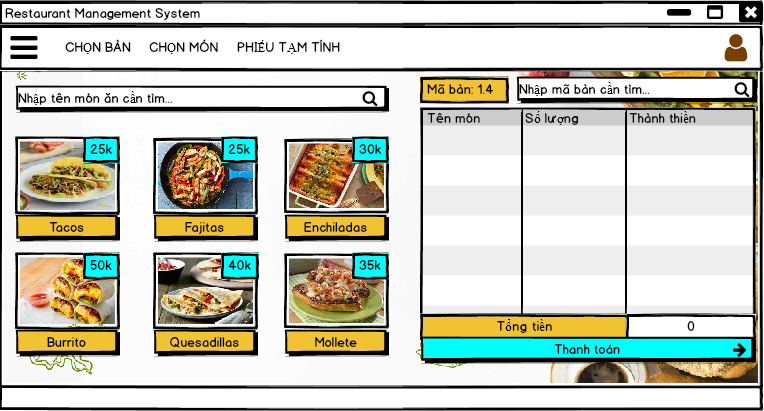 Restaurant Management System
CHỌN BÀN CHỌN MÓN PHIẾU TẠM TÍNH
Nhập tên món ăn cần tìm...
Mã bàn: 1.4
Nhập mã bàn cần tìm...
25k
25k
30k
Tacos
Fajitas
Enchiladas
50k
40k
35k
Burrito
Quesadillas
Mollete
Tên món Số lượng Thành thiền
Tổng tiền 0
Thanh toán